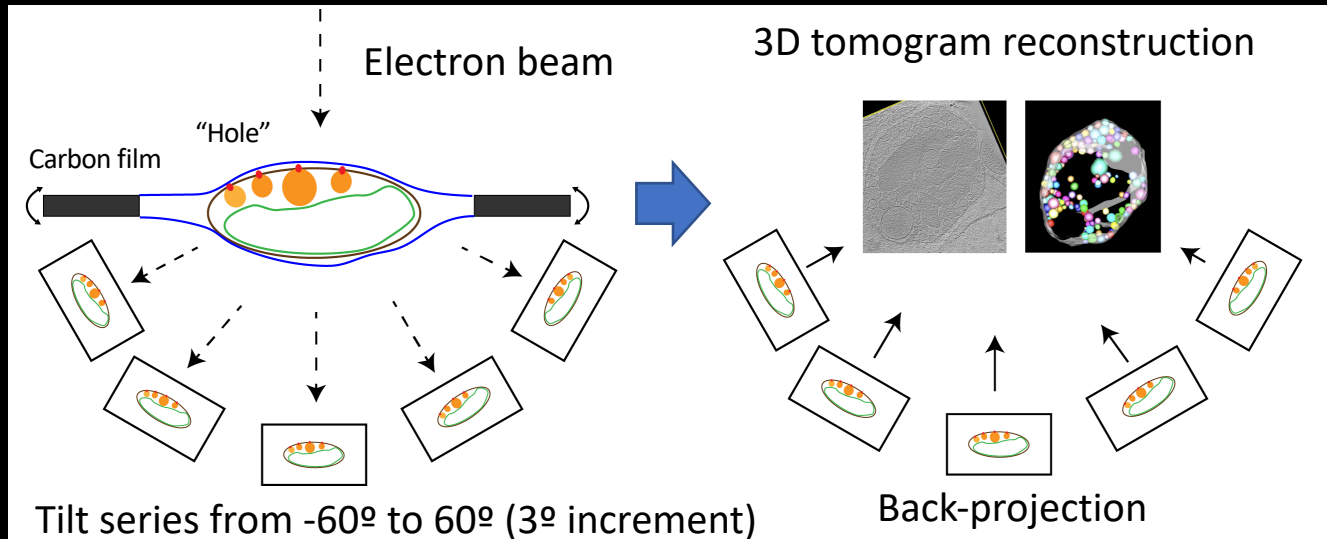 Electron beam
3D tomogram reconstruction
“Hole”
Carbon film
Tilt series from -60º to 60º (3º increment)
Back-projection